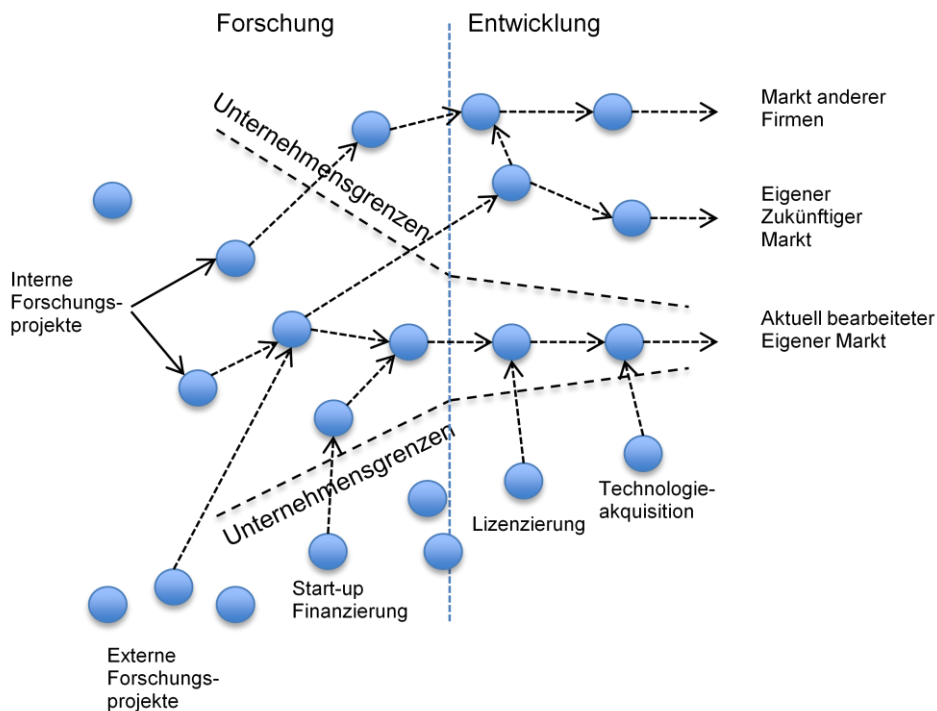 Forschung
Entwicklung
Unternehmensgrenzen
Markt anderer
Firmen
Eigener
Zukünftiger
Markt
Interne
Forschungs-
projekte
Aktuell bearbeiteter
Eigener Markt
Unternehmensgrenzen
Technologie-
akquisition
Lizenzierung
Start-up
Finanzierung
Externe
Forschungs-
projekte